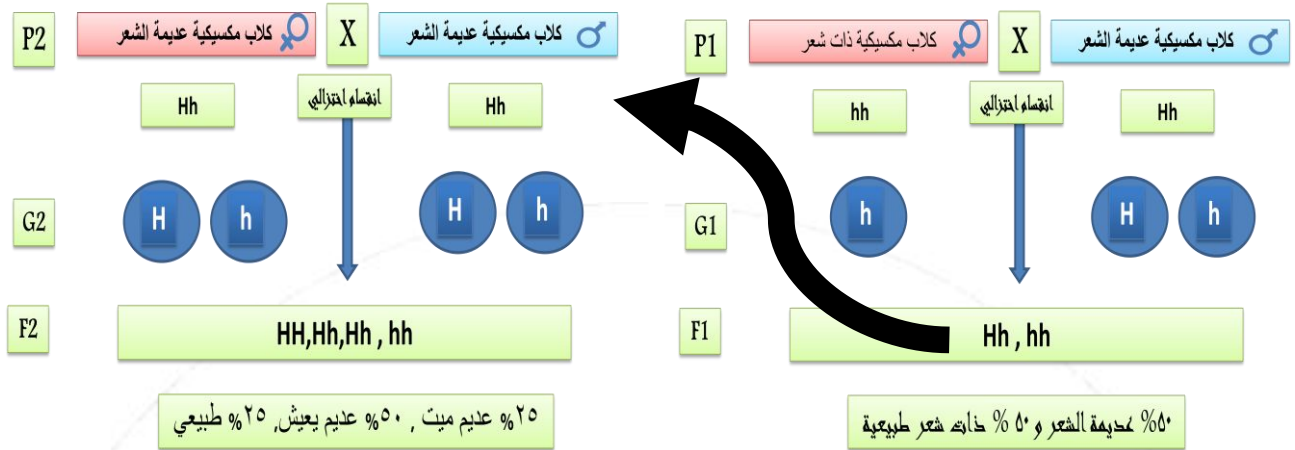 P1
كلاب مكسيكية عديمة الشعر ♂ X كلاب مكسيكية ذات شعر ♀
انقسام اختزالي
Hh
hh
G1
H h
h
F1
Hh , hh
٥٠% عديمة الشعر و ٥٠ % ذات شعر طبيعية
P2
كلاب مكسيكية عديمة الشعر ♂ X كلاب مكسيكية عديمة الشعر ♀
انقسام اختزالي
Hh
Hh
G2
H h
H h
F2
HH,Hh,Hh , hh
٢٥% عديم ميت , ٥٠% عديم يعيش, ٢٥% طبيعي